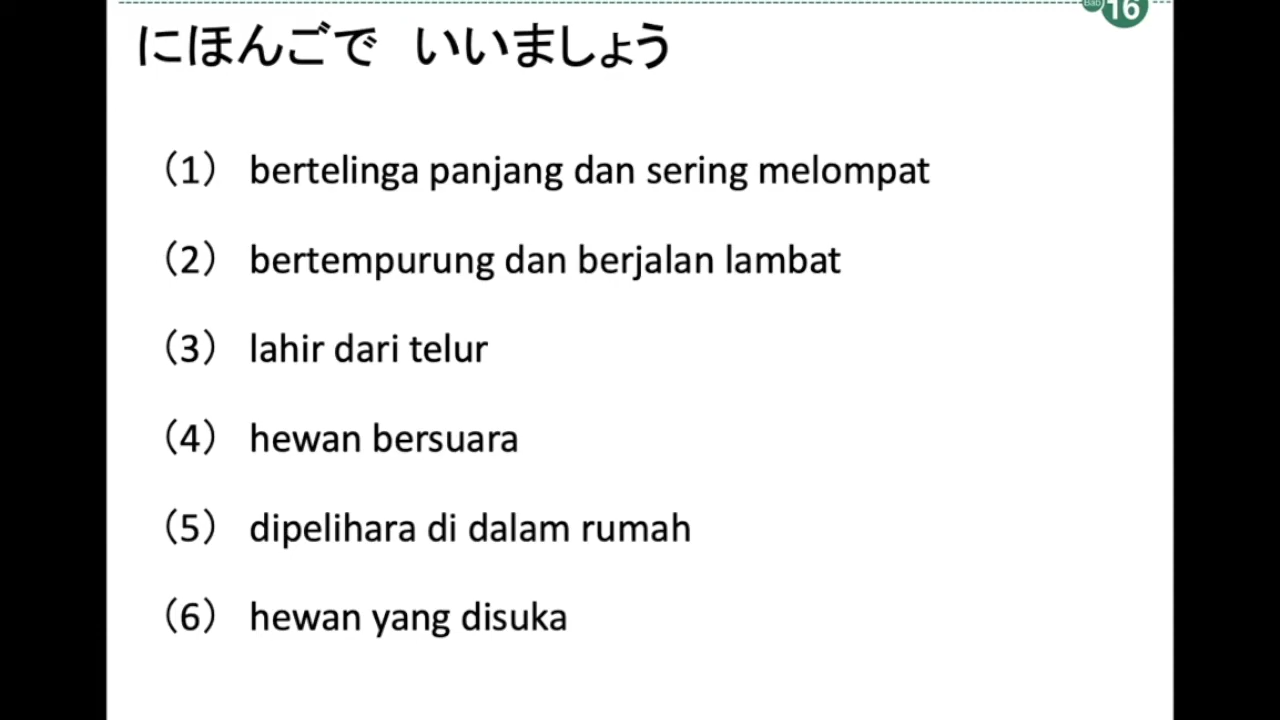 Bab 16
にほんごで いいましょう
(1) bertelinga panjang dan sering melompat
(2) bertempurung dan berjalan lambat
(3) lahir dari telur
(4) hewan bersuara
(5) dipelihara di dalam rumah
(6) hewan yang disuka